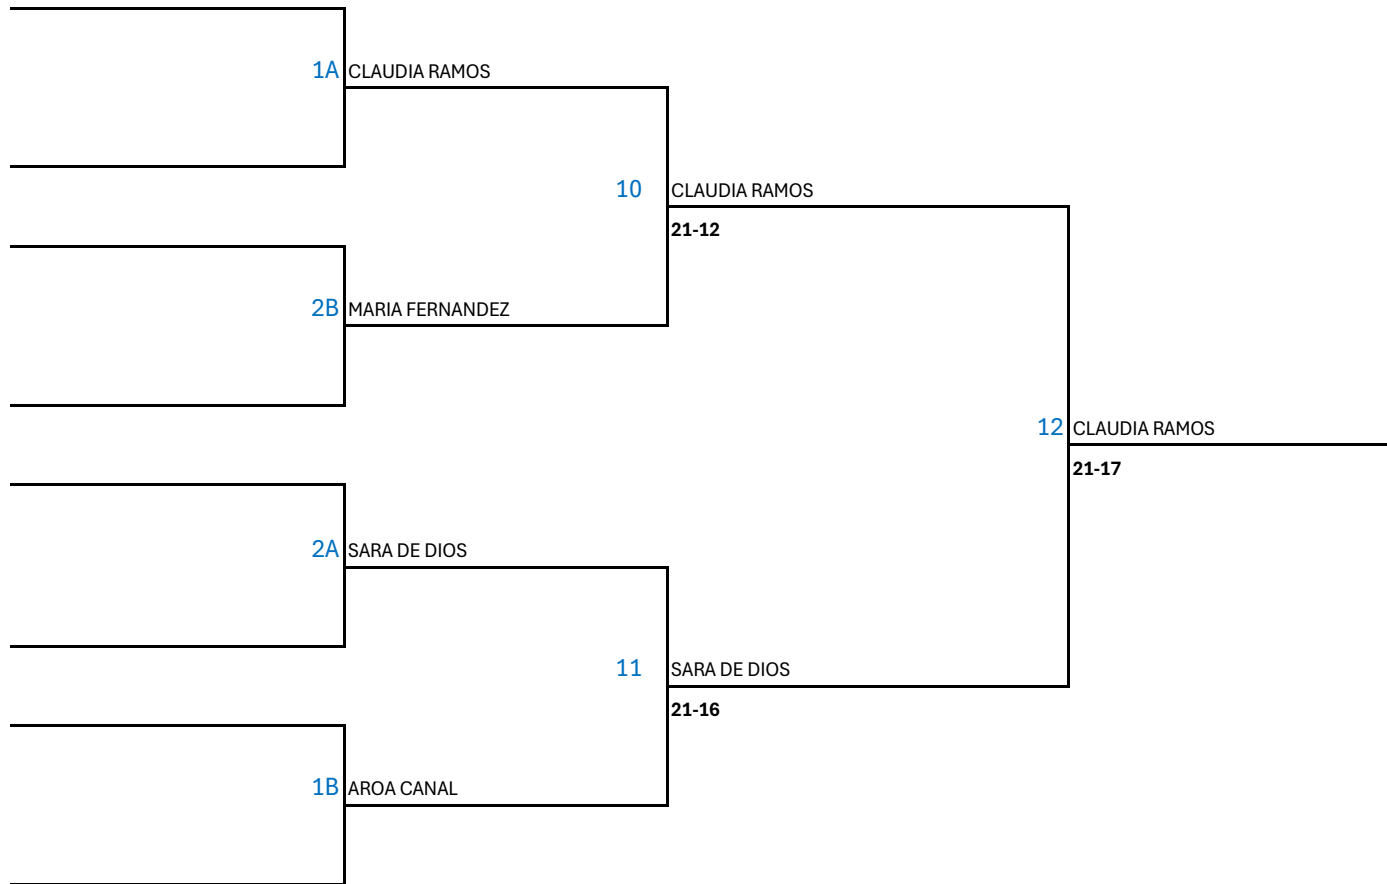 1A CLAUDIA RAMOS
10 CLAUDIA RAMOS
21-12
2B MARIA FERNANDEZ
12 CLAUDIA RAMOS
21-17
2A SARA DE DIOS
11 SARA DE DIOS
21-16
1B AROA CANAL